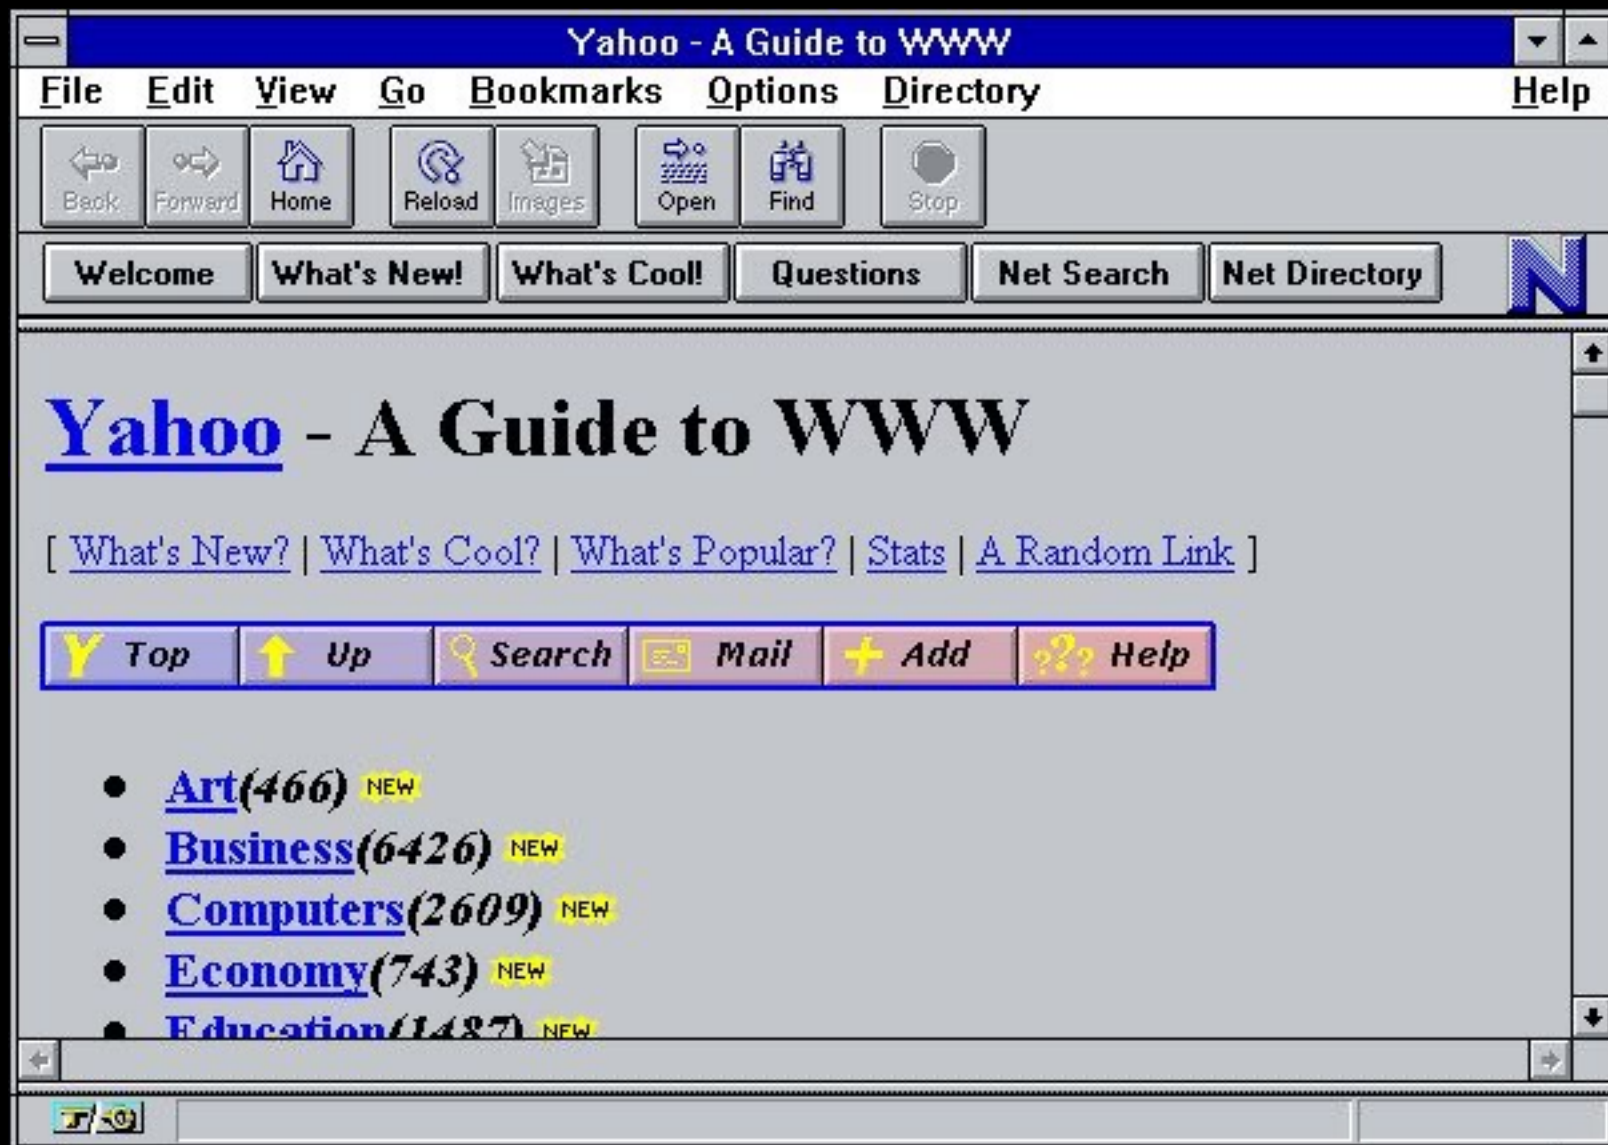 Yahoo - A Guide to WWW
File Edit View Go Bookmarks Options Directory Help
Back Forward Home Reload Images Open Find Stop
Welcome What's New! What's Cool! Questions Net Search Net Directory N
Yahoo - A Guide to WWW
[ What's New? | What's Cool? | What's Popular? | Stats | A Random Link ]
Y Top Up Search Mail Add ??? Help
Art(466) NEW
Business(6426) NEW
Computers(2609) NEW
Economy(743) NEW
Education(1487) NEW